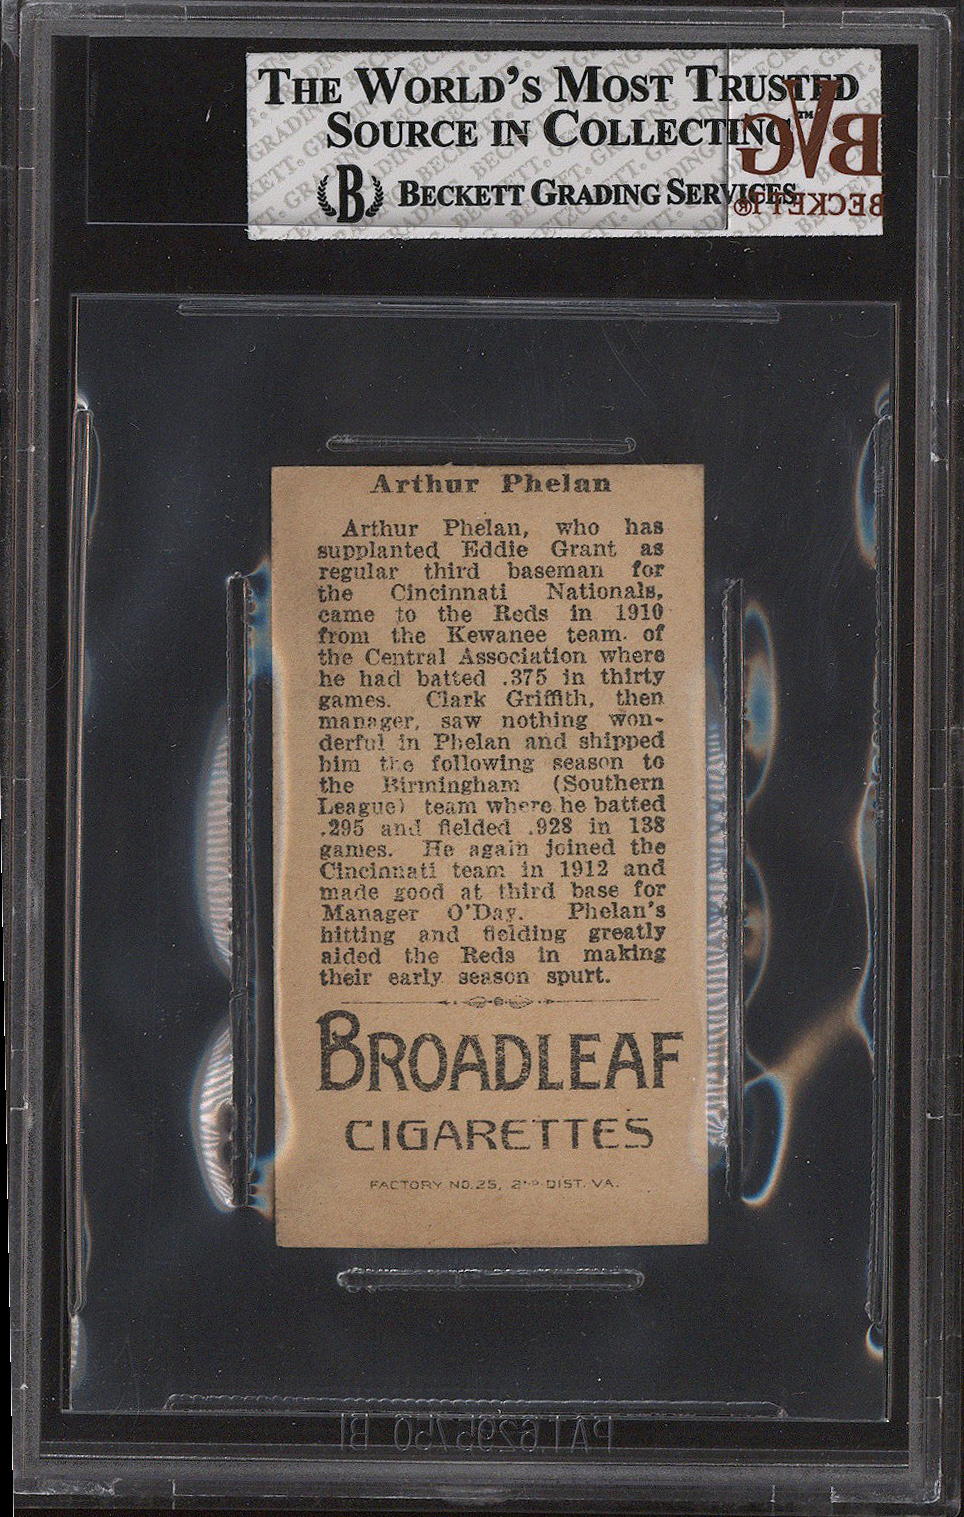 THE WORLD'S MOST TRUSTED
SOURCE IN COLLECTING™
B BECKETT GRADING SERVICES
BVG
BECKETT®
Arthur Phelan
Arthur Phelan, who has
supplanted Eddie Grant as
regular third baseman for
the Cincinnati Nationals,
came to the Reds in 1910
from the Kewanee team of
the Central Association where
he had batted .375 in thirty
games. Clark Griffith, then
manager, saw nothing won-
derful in Phelan and shipped
him the following season to
the Birmingham (Southern
League) team where he batted
.295 and fielded .928 in 138
games. He again joined the
Cincinnati team in 1912 and
made good at third base for
Manager O'Day. Phelan's
hitting and fielding greatly
aided the Reds in making
their early season spurt.
BROADLEAF
CIGARETTES
FACTORY NO. 25, 2ND DIST. VA.
PAT 6295750 B1